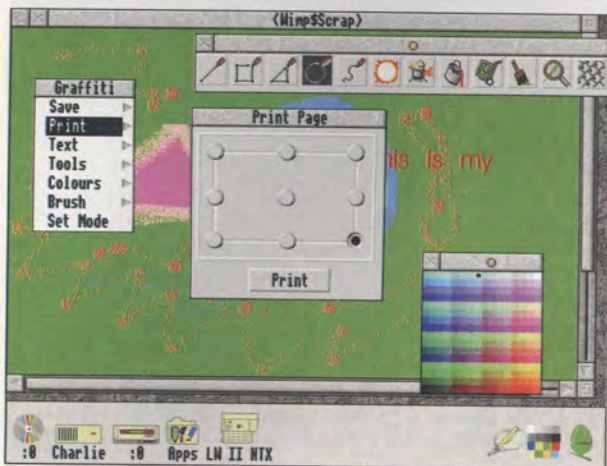 <Wimp$Scrap>
Graffiti
Save
Print
Text
Tools
Colours
Brush
Set Mode
Print Page
his is my
Print
:0 Charlie :0 Apps LW II NTX